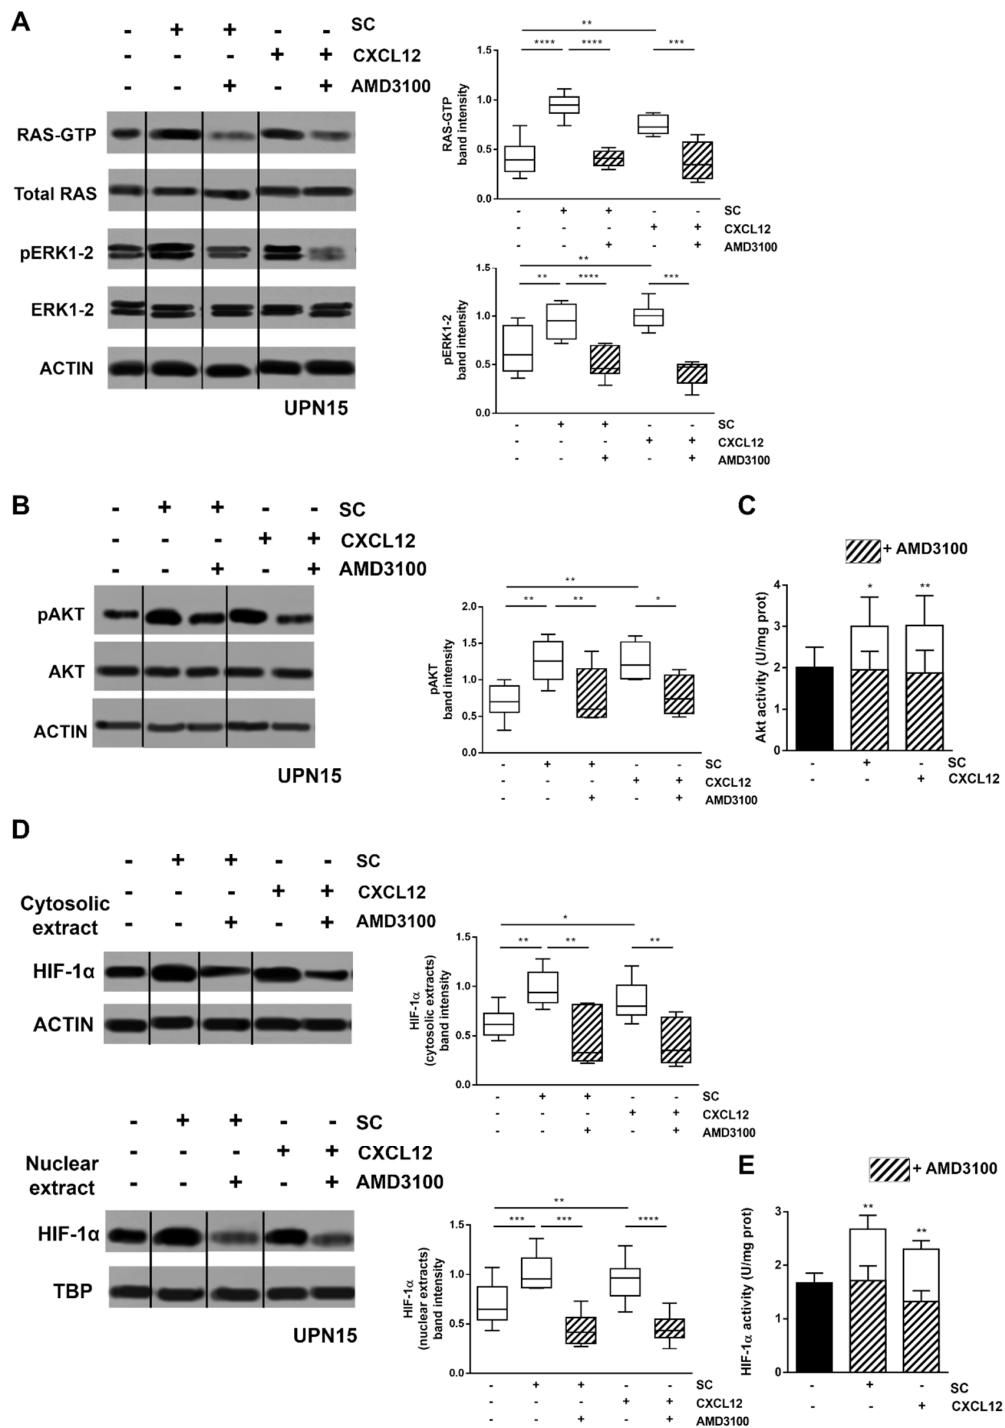 A
- + + - - SC
- - - + + CXCL12
- - + - + AMD3100
RAS-GTP
Total RAS
pERK1-2
ERK1-2
ACTIN
UPN15
**
**** **** ***
1.5
1.0
0.5
0.0
RAS-GTP
band intensity
- + + - - SC
- - - + + CXCL12
- - + - + AMD3100
**
** **** ***
1.5
1.0
0.5
0.0
pERK1-2
band intensity
- + + - - SC
- - - + + CXCL12
- - + - + AMD3100
B
- + + - - SC
- - - + + CXCL12
- - + - + AMD3100
pAKT
AKT
ACTIN
UPN15
**
** ** *
2.0
1.5
1.0
0.5
0.0
pAKT
band intensity
- + + - - SC
- - - + + CXCL12
- - + - + AMD3100
C
+ AMD3100
* **
4
3
2
1
0
Akt activity (U/mg prot)
- + - SC
- - + CXCL12
D
- + + - - SC
- - - + + CXCL12
- - + - + AMD3100
Cytosolic
extract
HIF-1α
ACTIN
*
** ** **
1.5
1.0
0.5
0.0
HIF-1α
(cytosolic extracts)
band intensity
- + + - - SC
- - - + + CXCL12
- - + - + AMD3100
- + + - - SC
- - - + + CXCL12
- - + - + AMD3100
Nuclear
extract
HIF-1α
TBP
UPN15
**
*** *** ****
1.5
1.0
0.5
0.0
HIF-1α
(nuclear extracts)
band intensity
- + + - - SC
- - - + + CXCL12
- - + - + AMD3100
E
+ AMD3100
** **
4
3
2
1
0
HIF-1α activity (U/mg prot)
- + - SC
- - + CXCL12